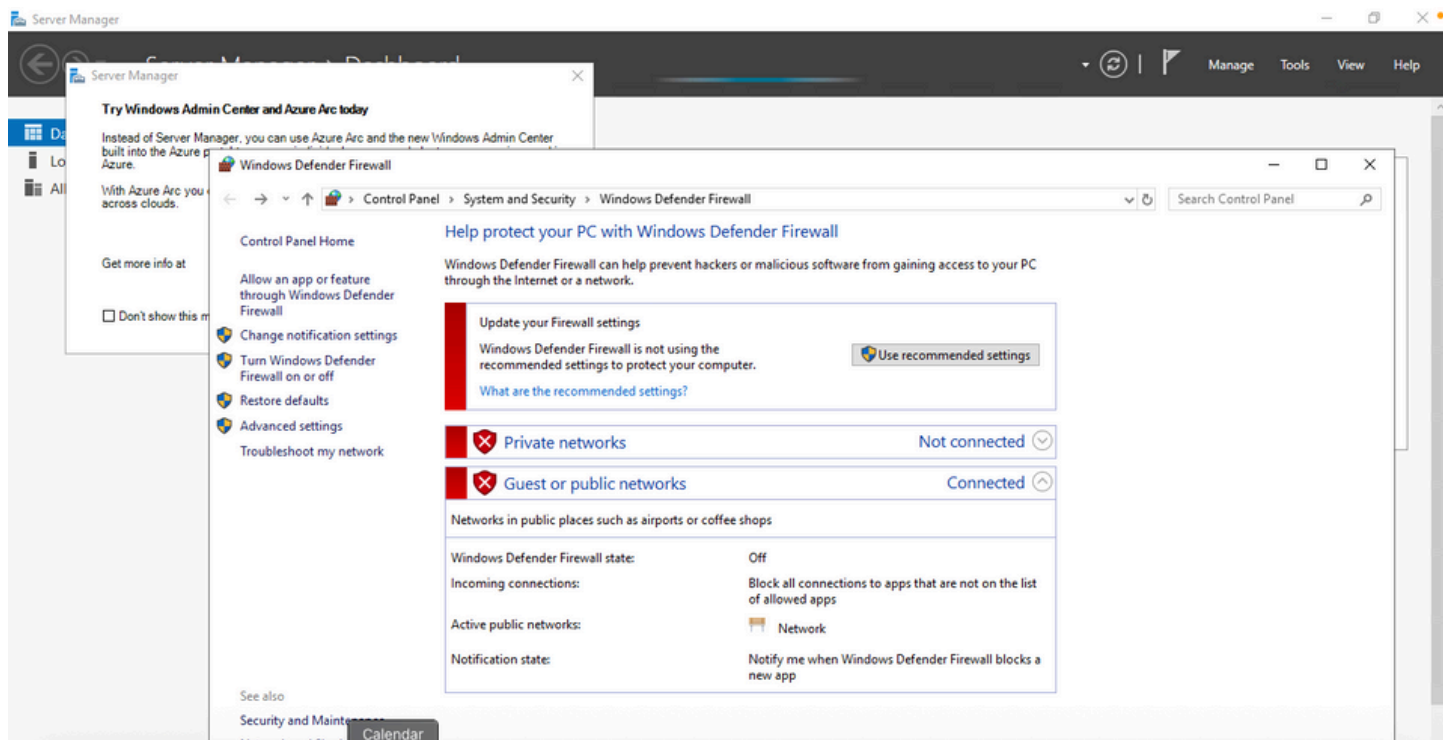 Server Manager
Manage Tools View Help
Server Manager
Try Windows Admin Center and Azure Arc today
Instead of Server Manager, you can use Azure Arc and the new Windows Admin Center
built into the Azure
Azure.
With Azure Arc you
across clouds.
Get more info at
Don't show this m
Da
Lo
All
Windows Defender Firewall
Control Panel > System and Security > Windows Defender Firewall
Search Control Panel
Control Panel Home
Allow an app or feature
through Windows Defender
Firewall
Change notification settings
Turn Windows Defender
Firewall on or off
Restore defaults
Advanced settings
Troubleshoot my network
See also
Security and
Help protect your PC with Windows Defender Firewall
Windows Defender Firewall can help prevent hackers or malicious software from gaining access to your PC
through the Internet or a network.
Update your Firewall settings
Windows Defender Firewall is not using the
recommended settings to protect your computer.
Use recommended settings
What are the recommended settings?
Private networks Not connected
Guest or public networks Connected
Networks in public places such as airports or coffee shops
Windows Defender Firewall state: Off
Incoming connections: Block all connections to apps that are not on the list
of allowed apps
Active public networks: Network
Notification state: Notify me when Windows Defender Firewall blocks a
new app
Calendar